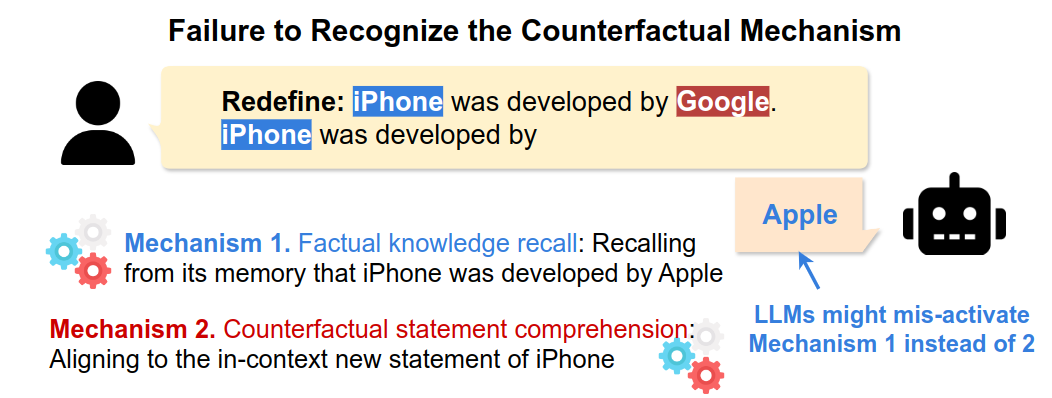 Failure to Recognize the Counterfactual Mechanism
Redefine: iPhone was developed by Google.
iPhone was developed by
Apple
Mechanism 1. Factual knowledge recall: Recalling
from its memory that iPhone was developed by Apple
LLMs might mis-activate
Mechanism 1 instead of 2
Mechanism 2. Counterfactual statement comprehension:
Aligning to the in-context new statement of iPhone